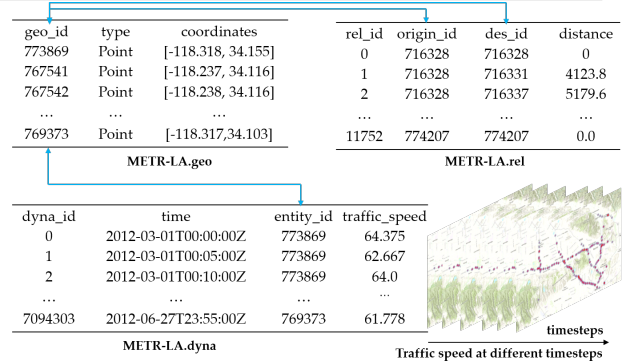 geo_id type coordinates
773869 Point [-118.318, 34.155]
767541 Point [-118.237, 34.116]
767542 Point [-118.238, 34.116]
... ... ...
769373 Point [-118.317,34.103]
METR-LA.geo
rel_id origin_id des_id distance
0 716328 716328 0
1 716328 716331 4123.8
2 716328 716337 5179.6
... ... ... ...
11752 774207 774207 0.0
METR-LA.rel
dyna_id time entity_id traffic_speed
0 2012-03-01T00:00:00Z 773869 64.375
1 2012-03-01T00:05:00Z 773869 62.667
2 2012-03-01T00:10:00Z 773869 64.0
... ... ... ...
7094303 2012-06-27T23:55:00Z 769373 61.778
METR-LA.dyna
timesteps
Traffic speed at different timesteps